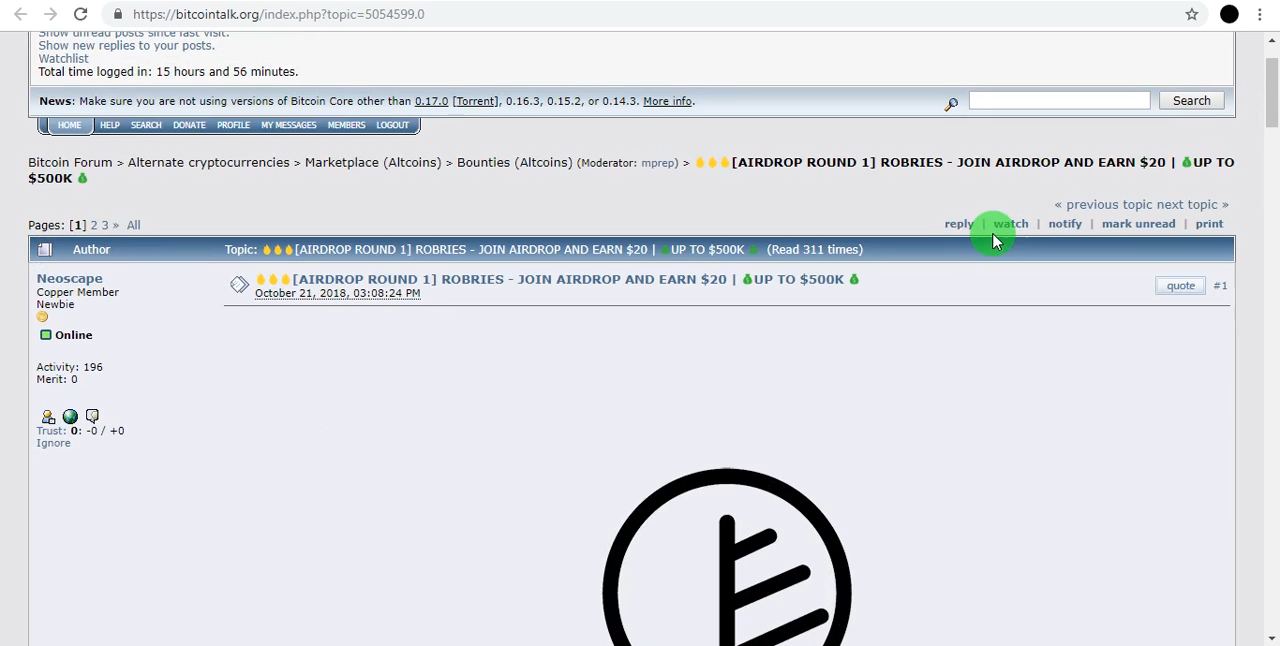 https://bitcointalk.org/index.php?topic=5054599.0
Show unread posts since last visit.
Show new replies to your posts.
Watchlist
Total time logged in: 15 hours and 56 minutes.
News: Make sure you are not using versions of Bitcoin Core other than 0.17.0 [Torrent], 0.16.3, 0.15.2, or 0.14.3. More info.
Search
HOME HELP SEARCH DONATE PROFILE MY MESSAGES MEMBERS LOGOUT
Bitcoin Forum > Alternate cryptocurrencies > Marketplace (Altcoins) > Bounties (Altcoins) (Moderator: mprep) > [AIRDROP ROUND 1] ROBRIES - JOIN AIRDROP AND EARN $20 | UP TO
$500K
« previous topic next topic »
Pages: [1] 2 3 » All
reply | watch | notify | mark unread | print
Author Topic: [AIRDROP ROUND 1] ROBRIES - JOIN AIRDROP AND EARN $20 | UP TO $500K (Read 311 times)
Neoscape
Copper Member
Newbie
Online
Activity: 196
Merit: 0
Trust: 0: -0 / +0
Ignore
[AIRDROP ROUND 1] ROBRIES - JOIN AIRDROP AND EARN $20 | UP TO $500K
October 21, 2018, 03:08:24 PM
quote #1